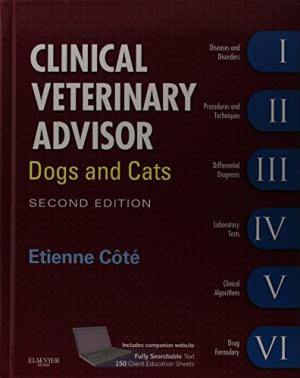 CLINICAL
VETERINARY
ADVISOR
Dogs and Cats
SECOND EDITION
Etienne Côté
Diseases and
Disorders
I
Procedures and
Techniques
II
Differential
Diagnosis
III
Laboratory
Tests
IV
Clinical
Algorithms
V
Drug
Formulary
VI
Includes companion website
Fully Searchable Text
150 Client Education Sheets
ELSEVIER